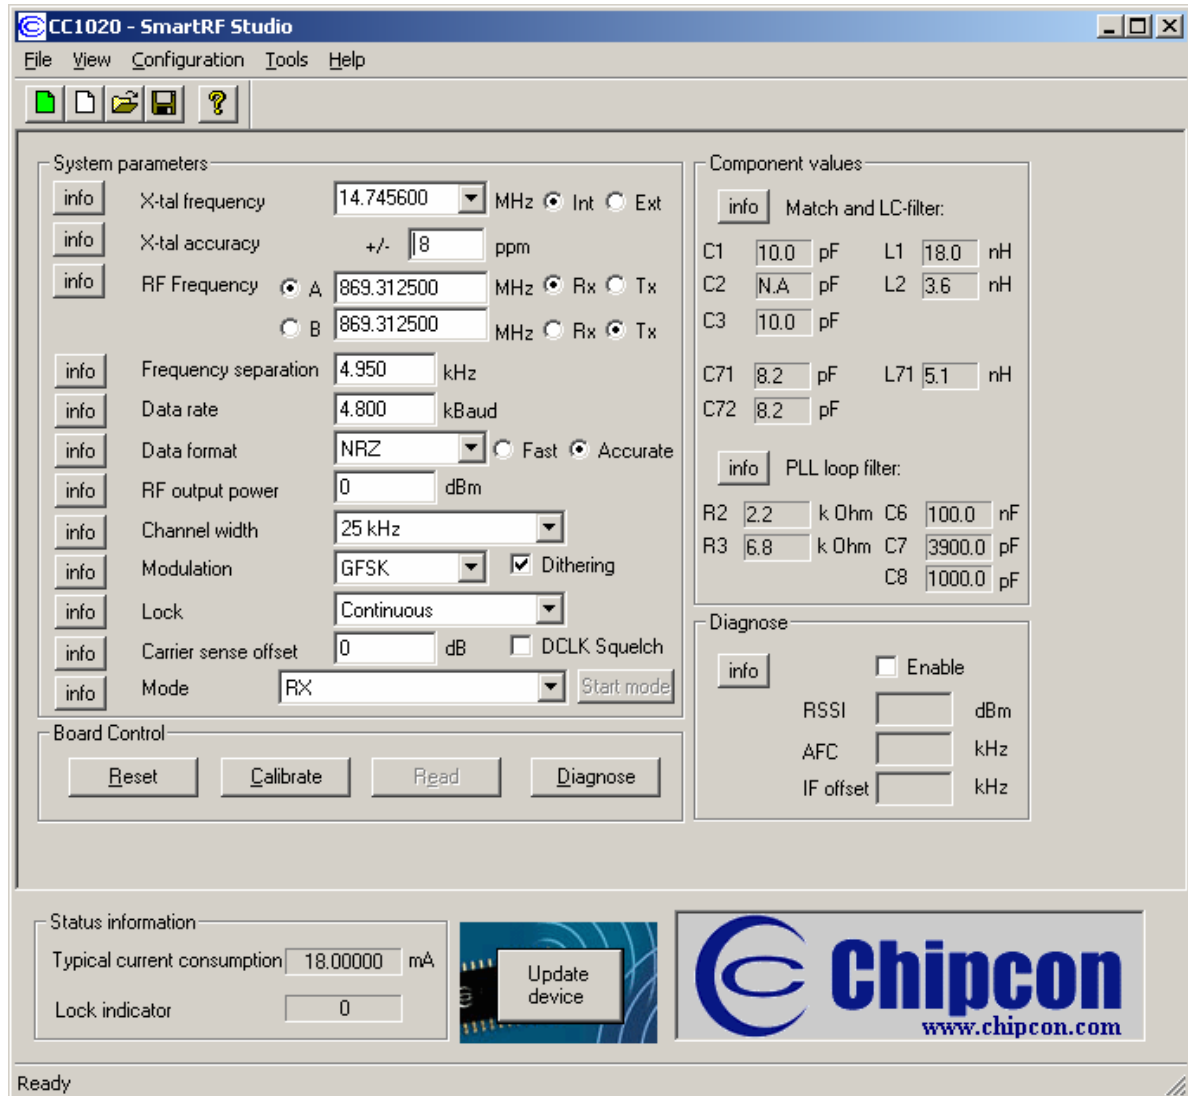 CC1020 - SmartRF Studio
File View Configuration Tools Help
System parameters
info X-tal frequency 14.745600 MHz Int Ext
info X-tal accuracy +/- 8 ppm
info RF Frequency A 869.312500 MHz Rx Tx
B 869.312500 MHz Rx Tx
info Frequency separation 4.950 kHz
info Data rate 4.800 kBaud
info Data format NRZ Fast Accurate
info RF output power 0 dBm
info Channel width 25 kHz
info Modulation GFSK Dithering
info Lock Continuous
info Carrier sense offset 0 dB DCLK Squelch
info Mode RX Start mode
Board Control
Reset Calibrate Read Diagnose
Component values
info Match and LC-filter:
C1 10.0 pF L1 18.0 nH
C2 N.A pF L2 3.6 nH
C3 10.0 pF
C71 8.2 pF L71 5.1 nH
C72 8.2 pF
info PLL loop filter:
R2 2.2 k Ohm C6 100.0 nF
R3 6.8 k Ohm C7 3900.0 pF
C8 1000.0 pF
Diagnose
info Enable
RSSI dBm
AFC kHz
IF offset kHz
Status information
Typical current consumption 18.00000 mA
Lock indicator 0
Update
device
Chipcon
www.chipcon.com
Ready